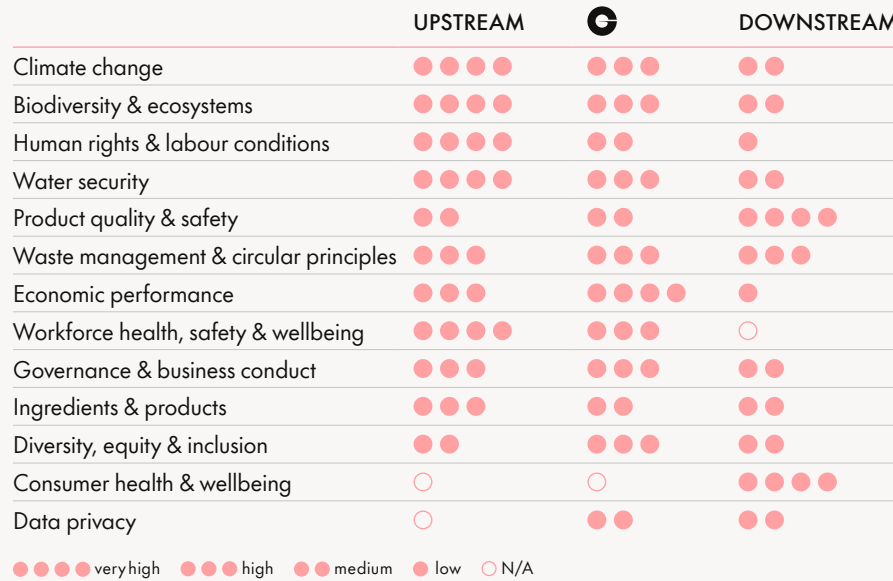 UPSTREAM DOWNSTREAM
Climate change
Biodiversity & ecosystems
Human rights & labour conditions
Water security
Product quality & safety
Waste management & circular principles
Economic performance
Workforce health, safety & wellbeing
Governance & business conduct
Ingredients & products
Diversity, equity & inclusion
Consumer health & wellbeing
Data privacy
very high high medium low N/A